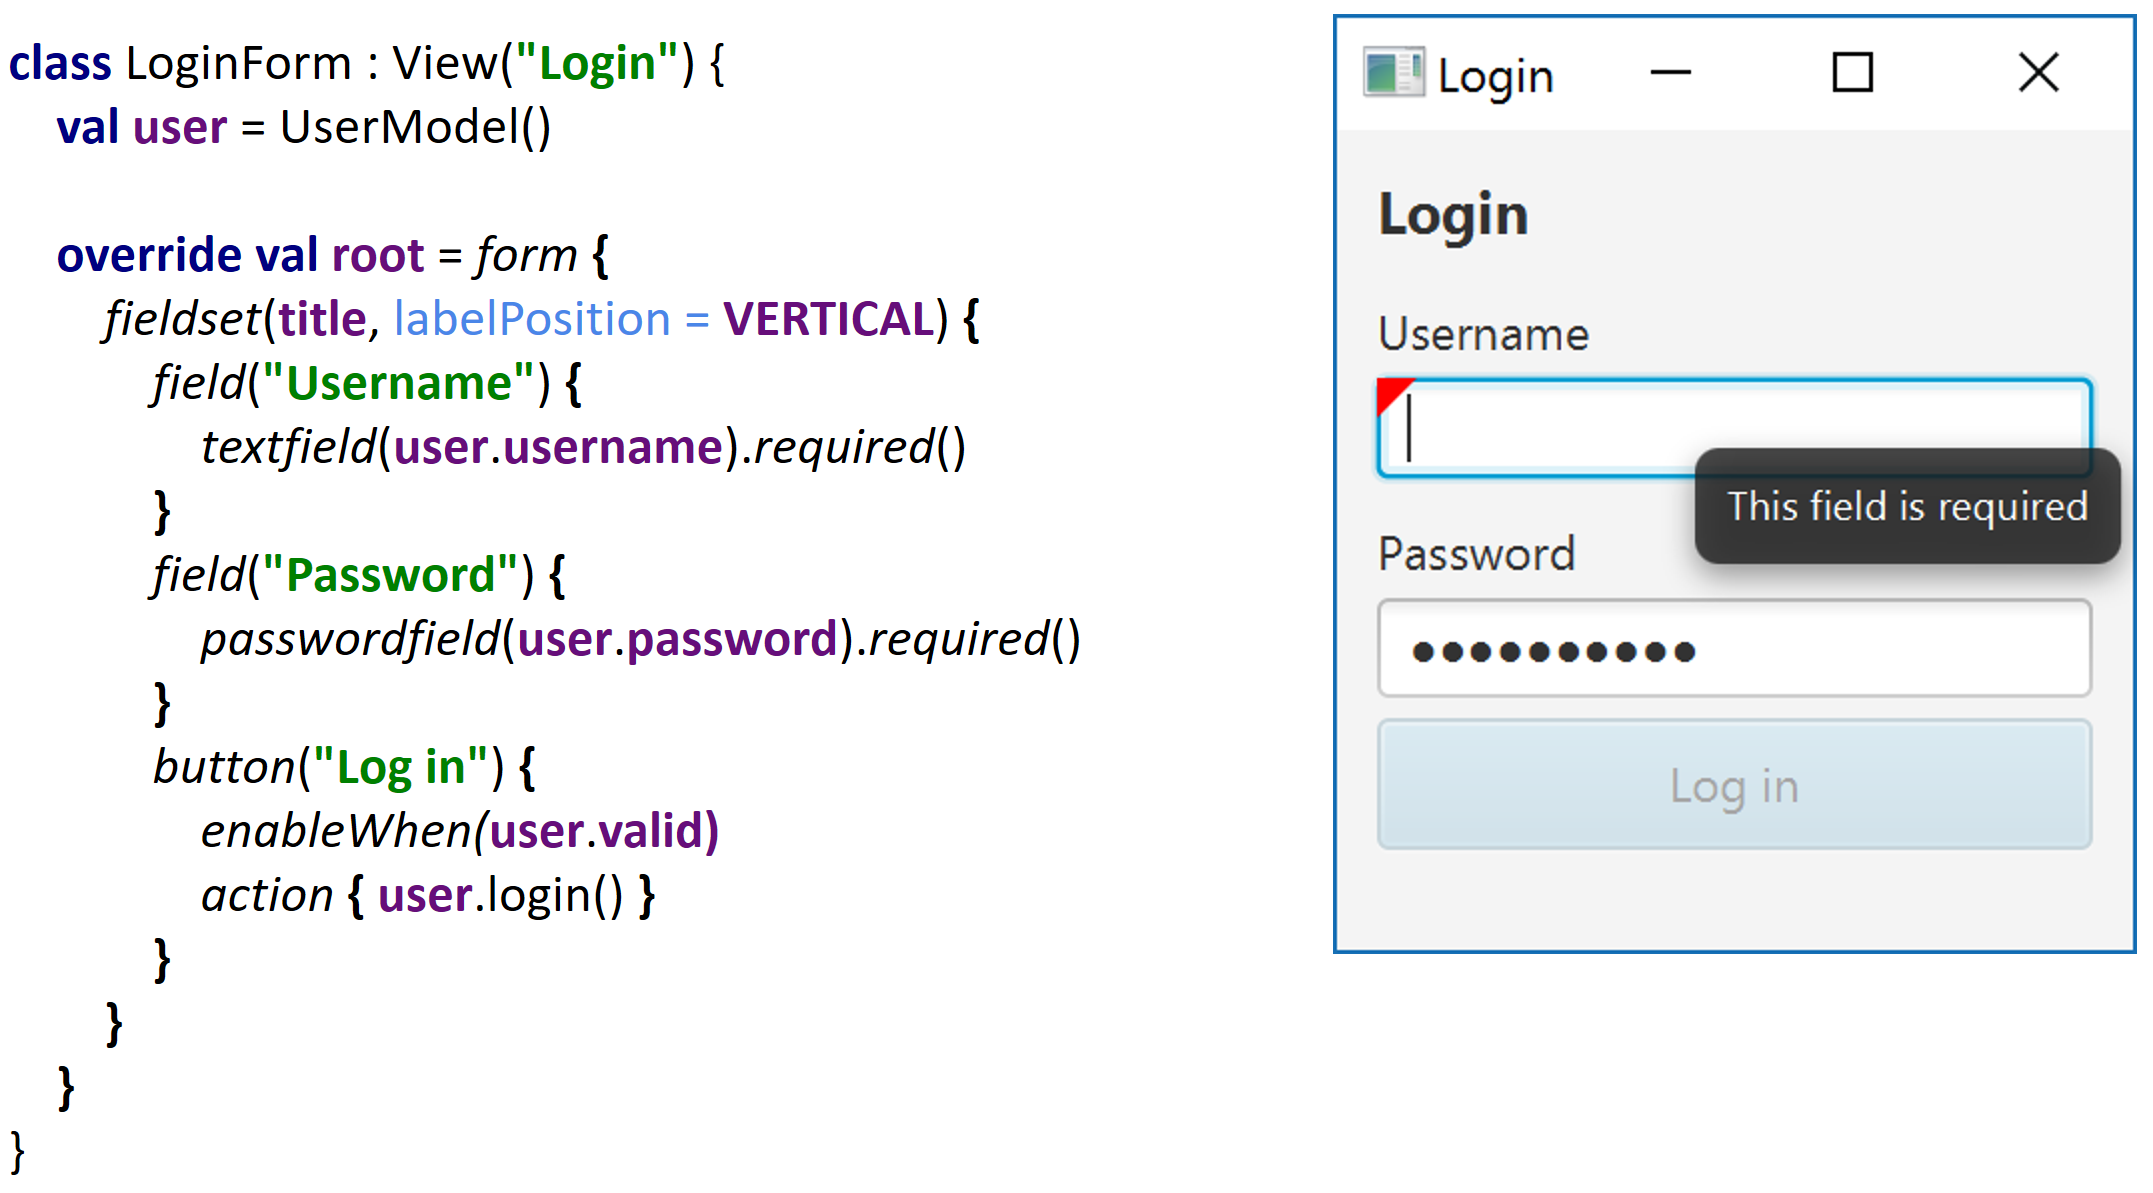 class LoginForm : View("Login") {
val user = UserModel()
override val root = form {
fieldset(title, labelPosition = VERTICAL) {
field("Username") {
textfield(user.username).required()
}
field("Password") {
passwordfield(user.password).required()
}
button("Log in") {
enableWhen(user.valid)
action { user.login() }
}
}
}
}
Login
Login
Username
This field is required
Password
Log in